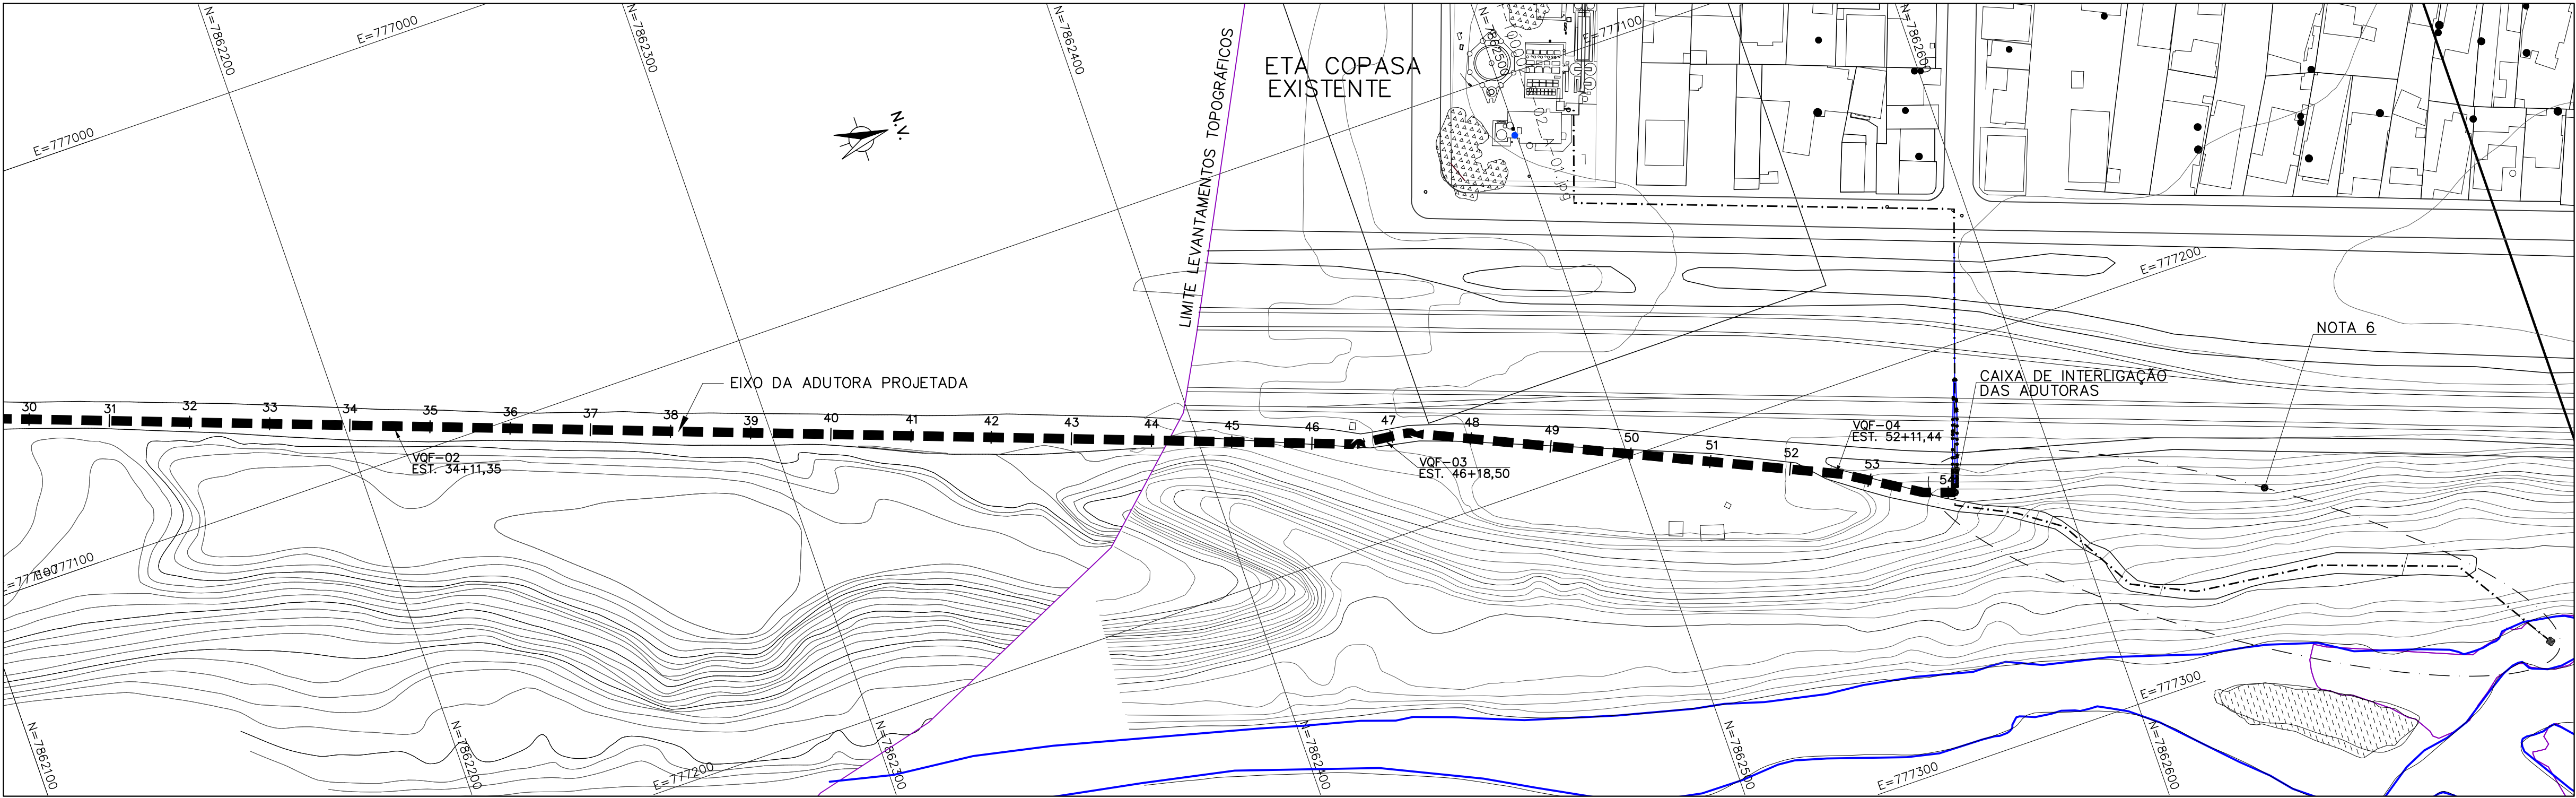 N=7862200
E=777000
N=7862300
N=7862400
N=7862500
E=777100
N=7862600
E=777000
N.V.
LIMITE LEVANTAMENTOS TOPOGRÁFICOS
ETA COPASA
EXISTENTE
E=777200
NOTA 6
EIXO DA ADUTORA PROJETADA
CAIXA DE INTERLIGAÇÃO
DAS ADUTORAS
30 31 32 33 34 35 36 37 38 39 40 41 42 43 44 45 46 47 48 49 50 51 52 53 54
VQF-02
EST. 34+11,35
VQF-03
EST. 46+18,50
VQF-04
EST. 52+11,44
E=777100
N=7862100
N=7862200
E=777200
N=7862300
N=7862400
N=7862500
E=777300
N=7862600
E=777300